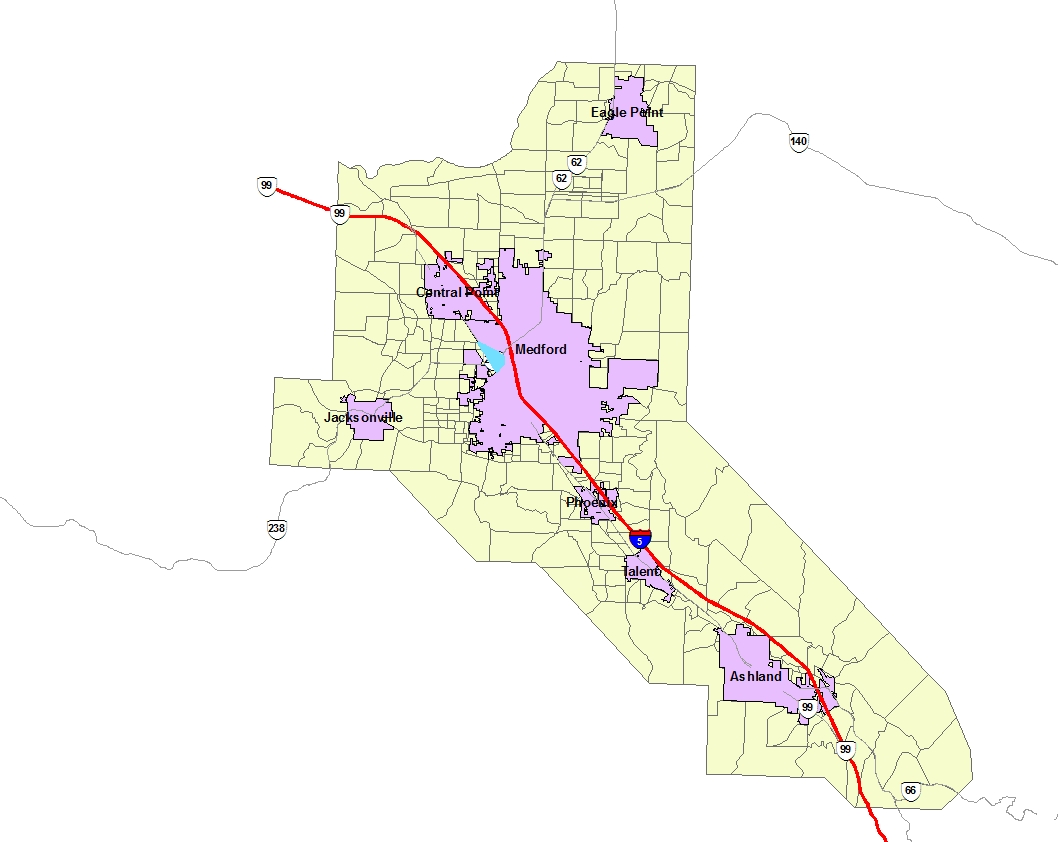 Eagle Point
140
62
62
99
99
Central Point
Medford
Jacksonville
Phoenix
238
5
Talent
Ashland
99
99
66